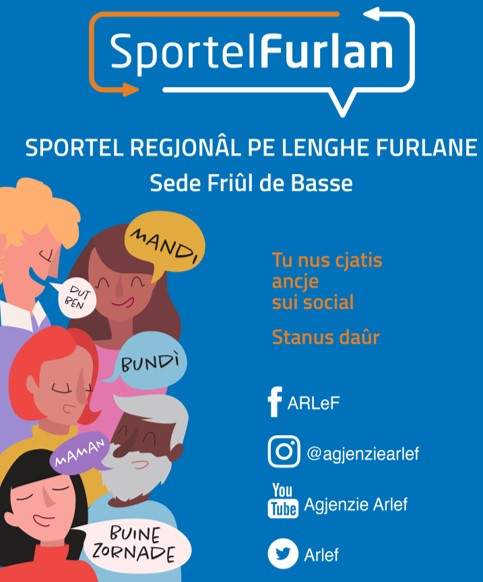 SportelFurlan
SPORTEL REGJONÂL PE LENGHE FURLANE
Sede Friûl de Basse
MANDI
DUT
BEN
BUNDÌ
MAMAN
BUINE
ZORNADE
Tu nus cjatis
ancje
sui social
Stanus daûr
f ARLeF
@agjenziearlef
You
Tube Agjenzie Arlef
Arlef